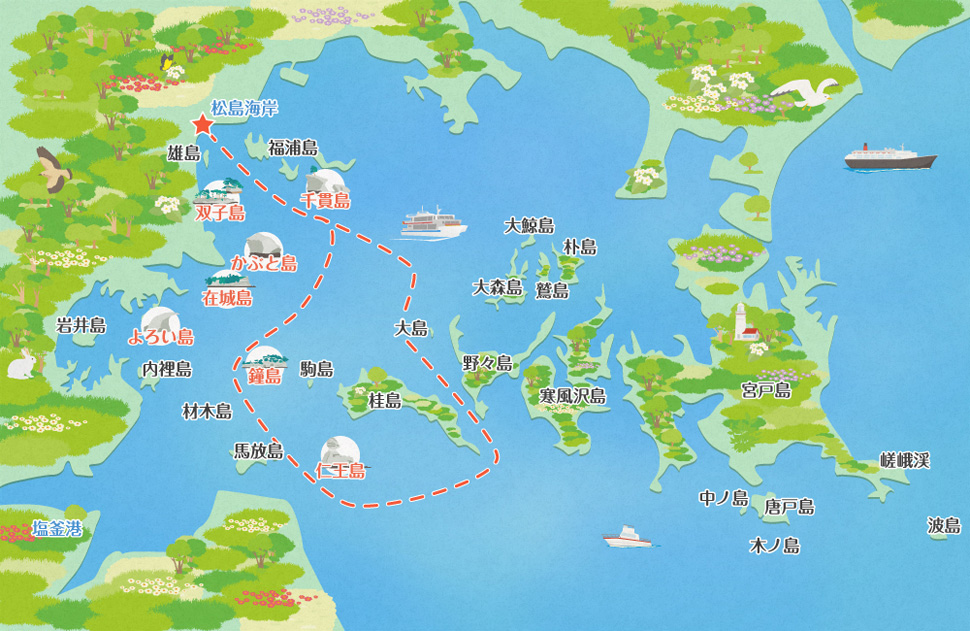 松島海岸
雄島
福浦島
千貫島
双子島
大鯨島
朴島
かぶと島
在城島
大森島
鷲島
岩井島
よろい島
大島
内裡島
鐘島
駒島
野々島
宮戸島
桂島
寒風沢島
材木島
馬放島
仁王島
嵯峨渓
中ノ島
唐戸島
塩釜港
波島
木ノ島